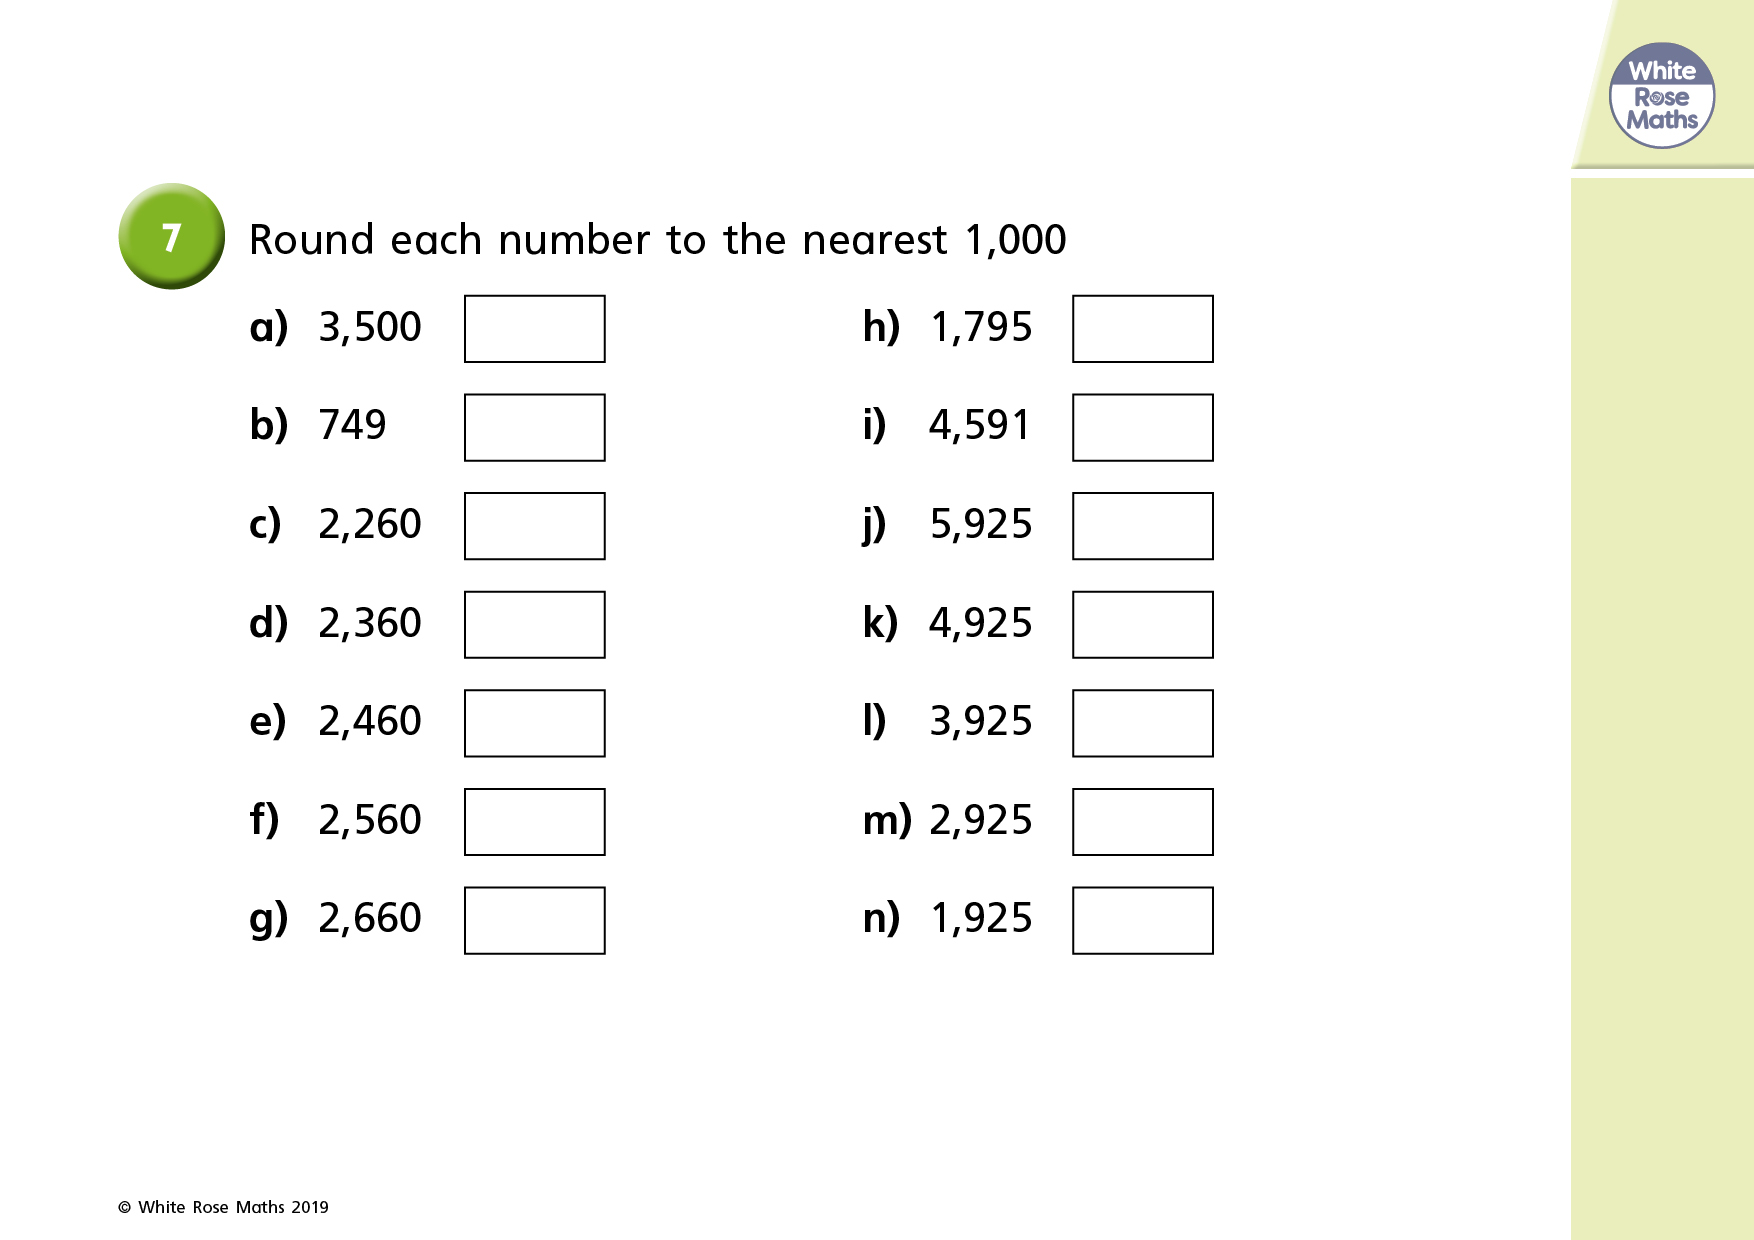 White
Rose
Maths
7 Round each number to the nearest 1,000
a) 3,500
b) 749
c) 2,260
d) 2,360
e) 2,460
f) 2,560
g) 2,660
h) 1,795
i) 4,591
j) 5,925
k) 4,925
l) 3,925
m) 2,925
n) 1,925
© White Rose Maths 2019